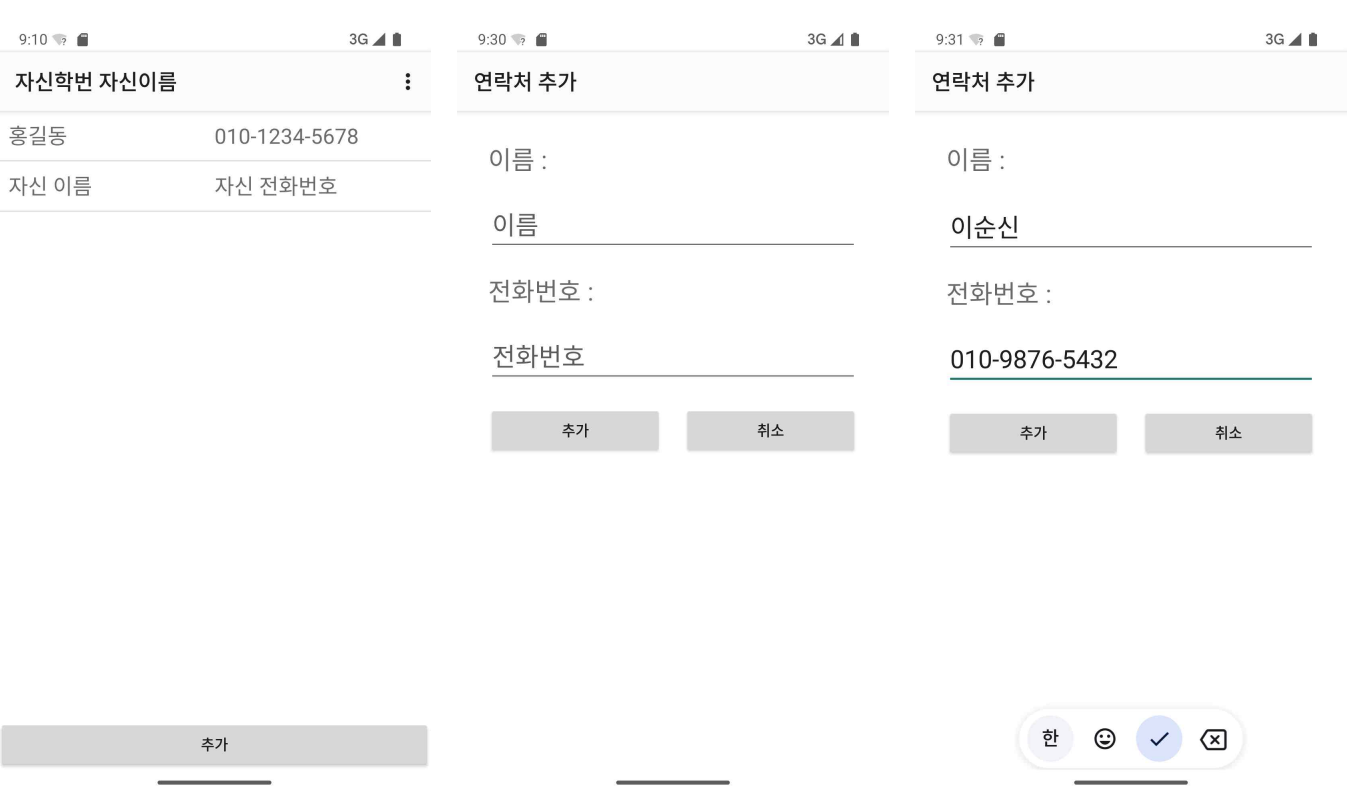 9:10 3G
자신학번 자신이름
홍길동 010-1234-5678
자신 이름 자신 전화번호
추가
9:30 3G
연락처 추가
이름 :
이름
전화번호 :
전화번호
추가 취소
9:31 3G
연락처 추가
이름 :
이순신
전화번호 :
010-9876-5432
추가 취소
한